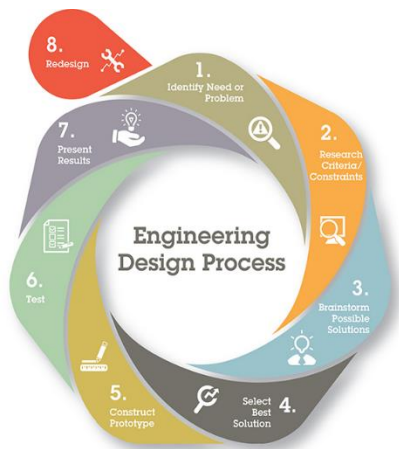 Engineering
Design Process
1.
Identify Need or
Problem
2.
Research
Criteria/
Constraints
3.
Brainstorm
Possible
Solutions
4.
Select
Best
Solution
5.
Construct
Prototype
6.
Test
7.
Present
Results
8.
Redesign